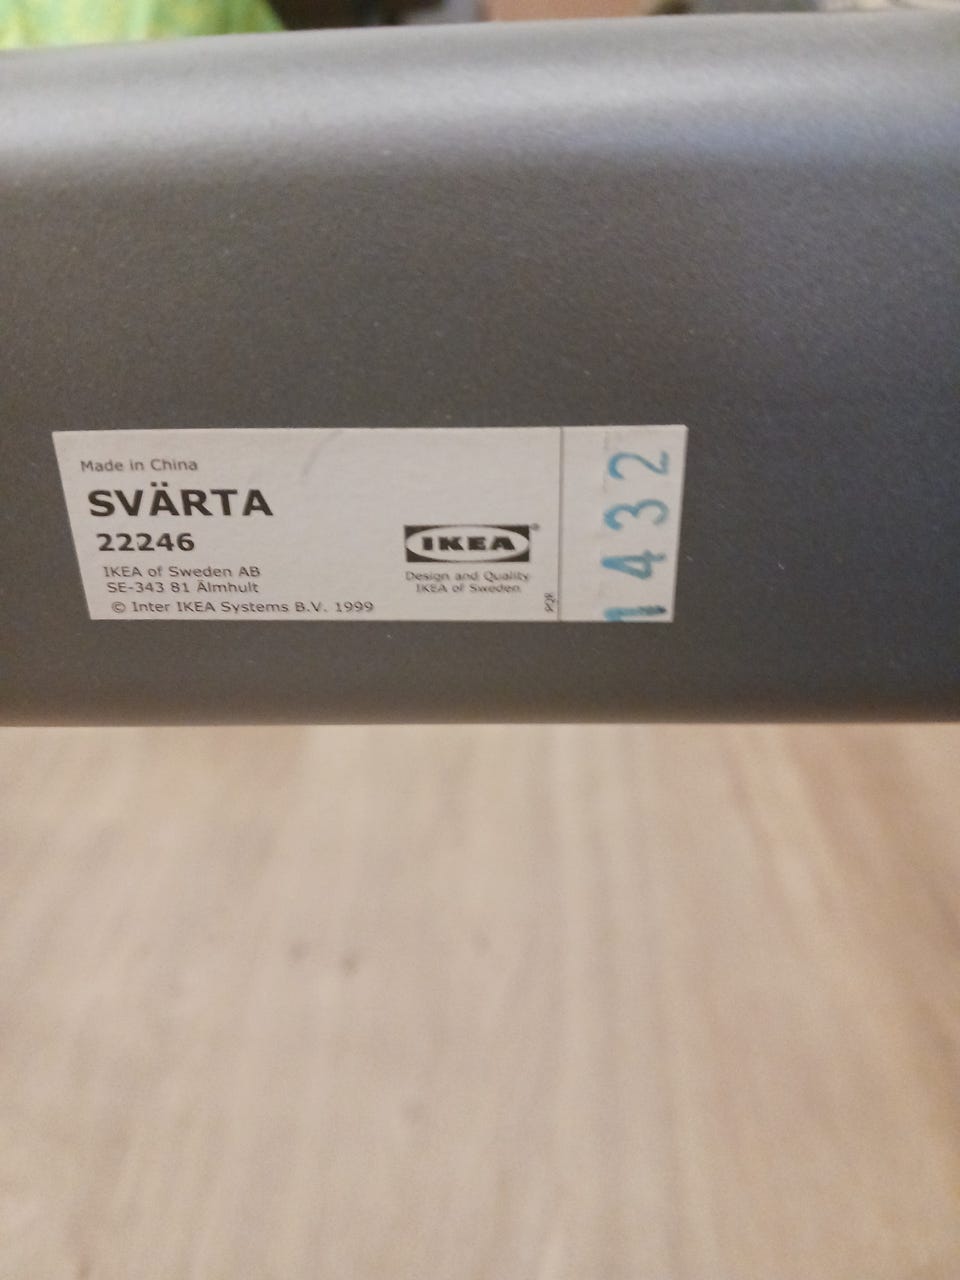 Made in China
SVÄRTA
22246
IKEA of Sweden AB
SE-343 81 Älmhult
© Inter IKEA Systems B.V. 1999
IKEA®
Design and Quality
IKEA of Sweden
1432